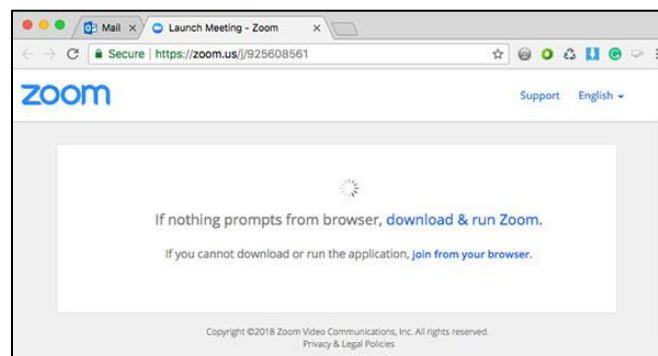 Mail
Launch Meeting - Zoom
Secure | https://zoom.us/j/925608561
zoom
Support English
If nothing prompts from browser, download & run Zoom.
If you cannot download or run the application, join from your browser.
Copyright ©2018 Zoom Video Communications, Inc. All rights reserved.
Privacy & Legal Policies